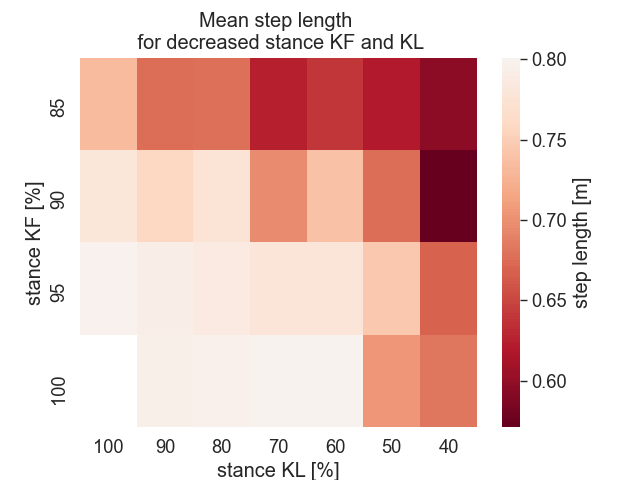 Mean step length
for decreased stance KF and KL
stance KF [%]
85
90
95
100
100 90 80 70 60 50 40
stance KL [%]
0.80
0.75
0.70
0.65
0.60
step length [m]